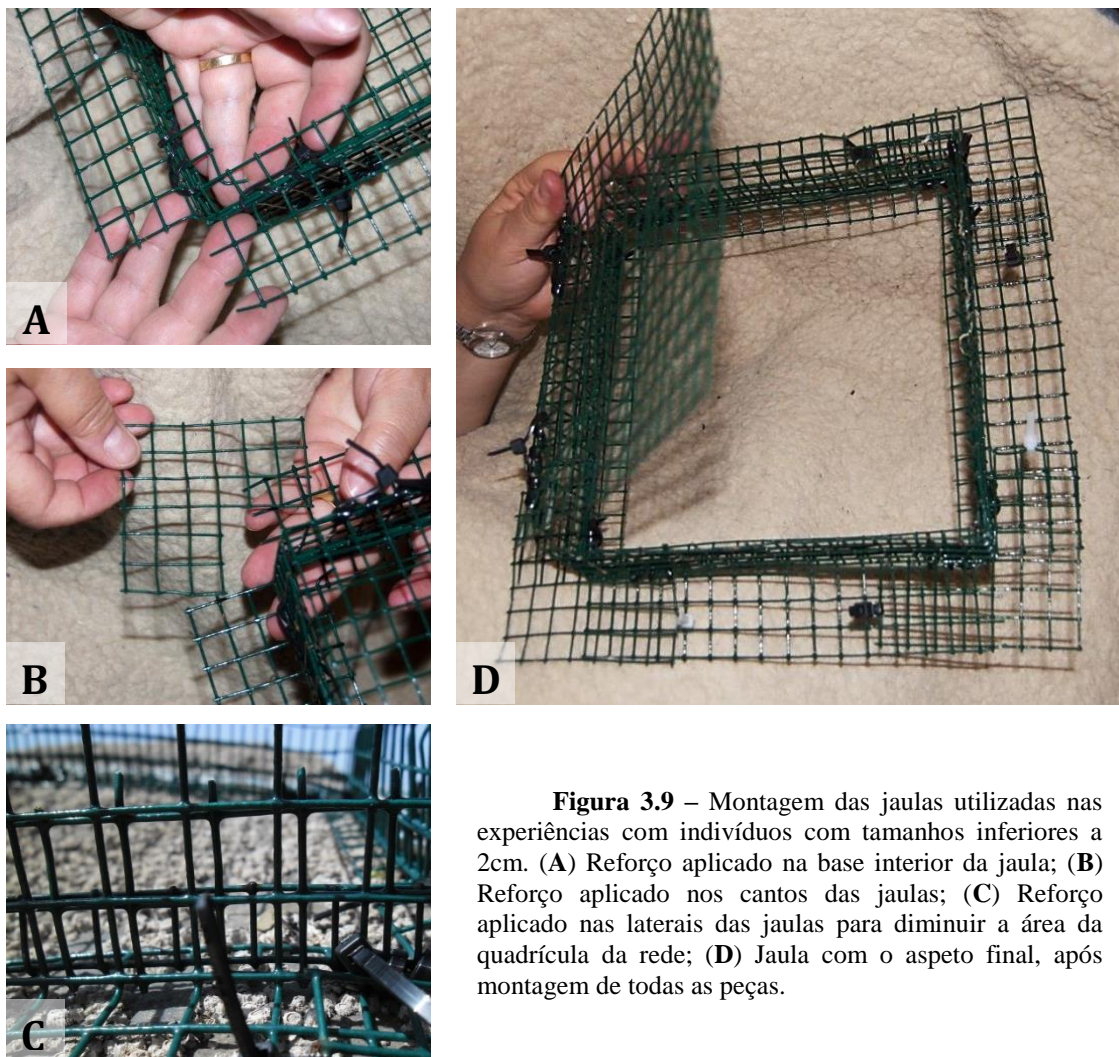 A
B
C
D
Figura 3.9 – Montagem das jaulas utilizadas nas
experiências com indivíduos com tamanhos inferiores a
2cm. (A) Reforço aplicado na base interior da jaula; (B)
Reforço aplicado nos cantos das jaulas; (C) Reforço
aplicado nas laterais das jaulas para diminuir a área da
quadrícula da rede; (D) Jaula com o aspeto final, após
montagem de todas as peças.